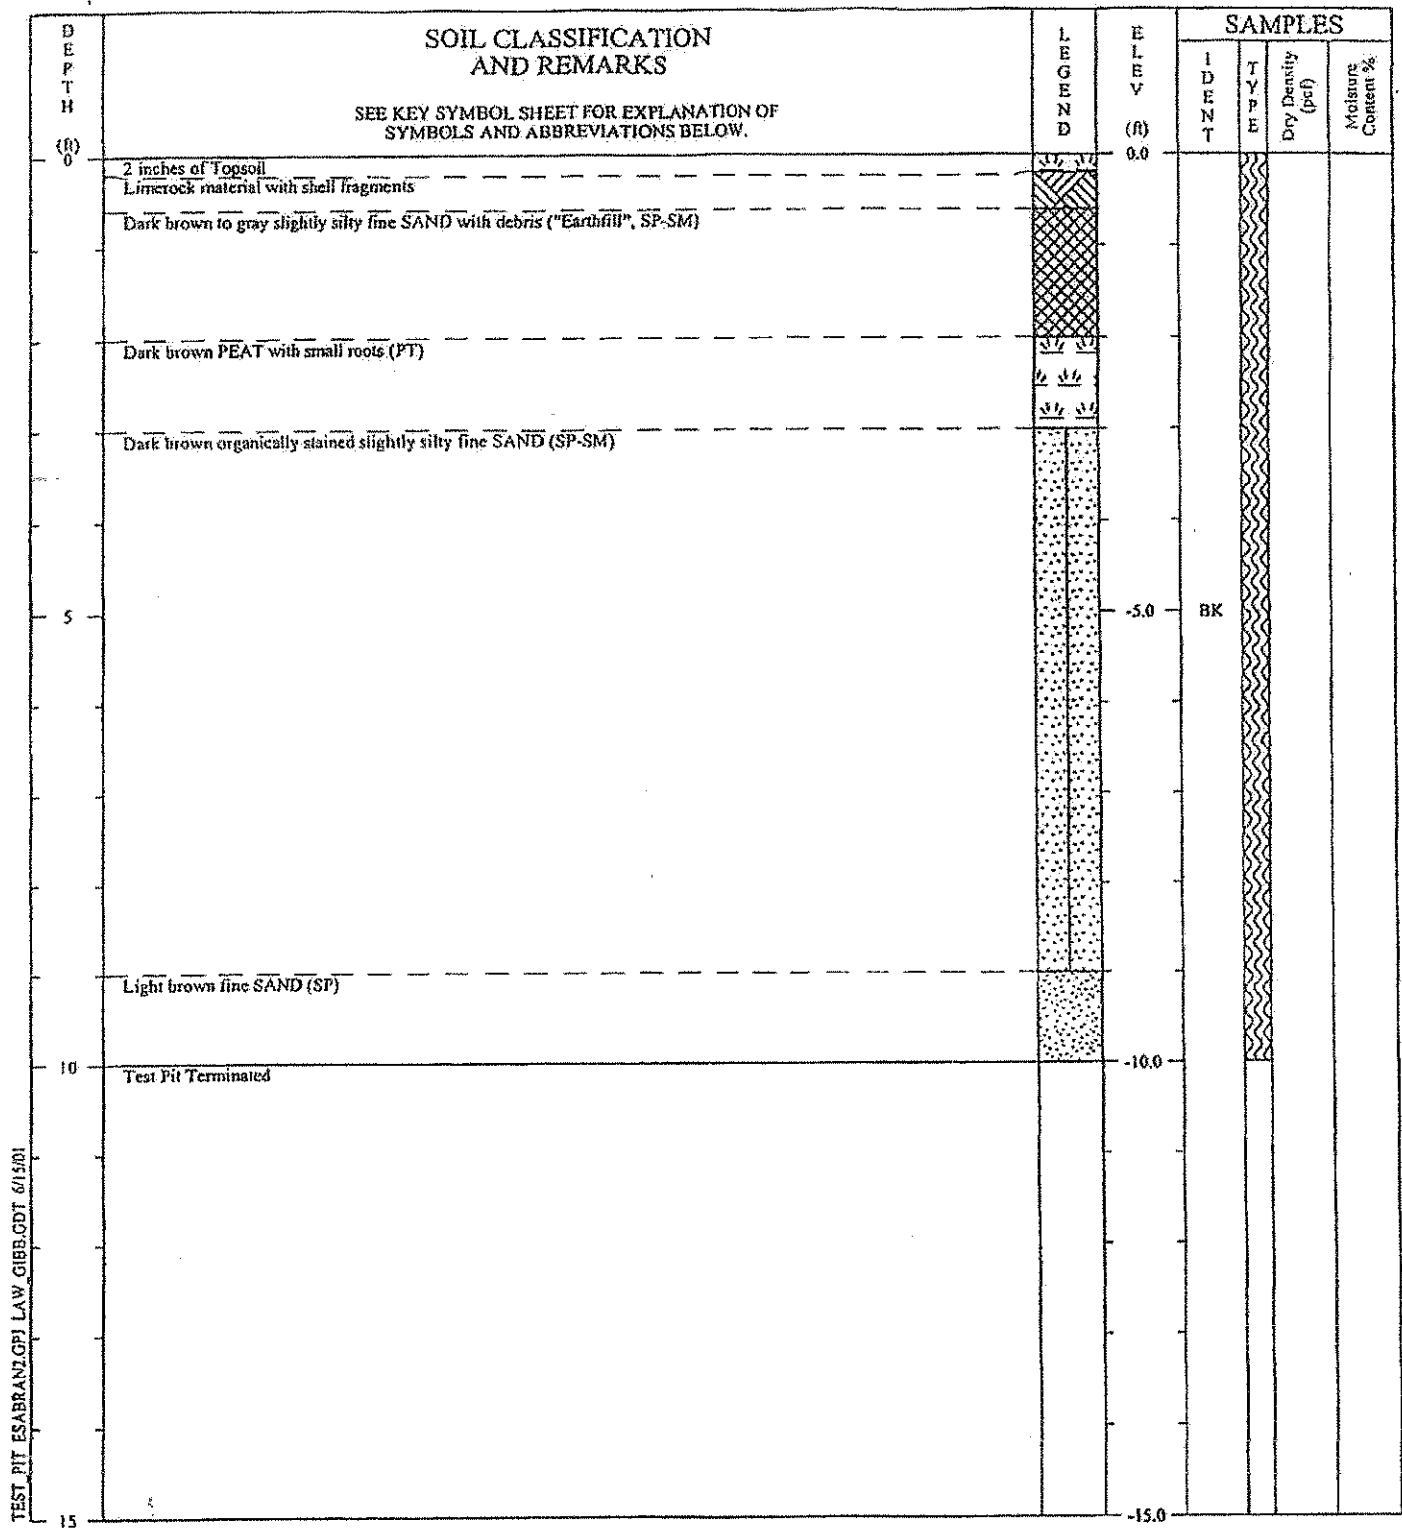 DEPTH (ft)
SOIL CLASSIFICATION
AND REMARKS
SEE KEY SYMBOL SHEET FOR EXPLANATION OF
SYMBOLS AND ABBREVIATIONS BELOW.
LEGEND
ELEV (ft)
SAMPLES
IDENT
TYPE
Dry Density
(pcf)
Moisture
Content %
0
0.0
2 inches of Topsoil
Limerock material with shell fragments
Dark brown to gray slightly silty fine SAND with debris ("Earthfill", SP-SM)
Dark brown PEAT with small roots (PT)
Dark brown organically stained slightly silty fine SAND (SP-SM)
5
-5.0
BK
Light brown fine SAND (SP)
10
-10.0
Test Pit Terminated
15
-15.0
TEST_PIT ESABRAN2.GPJ LAW_GIBB.GDT 6/15/01